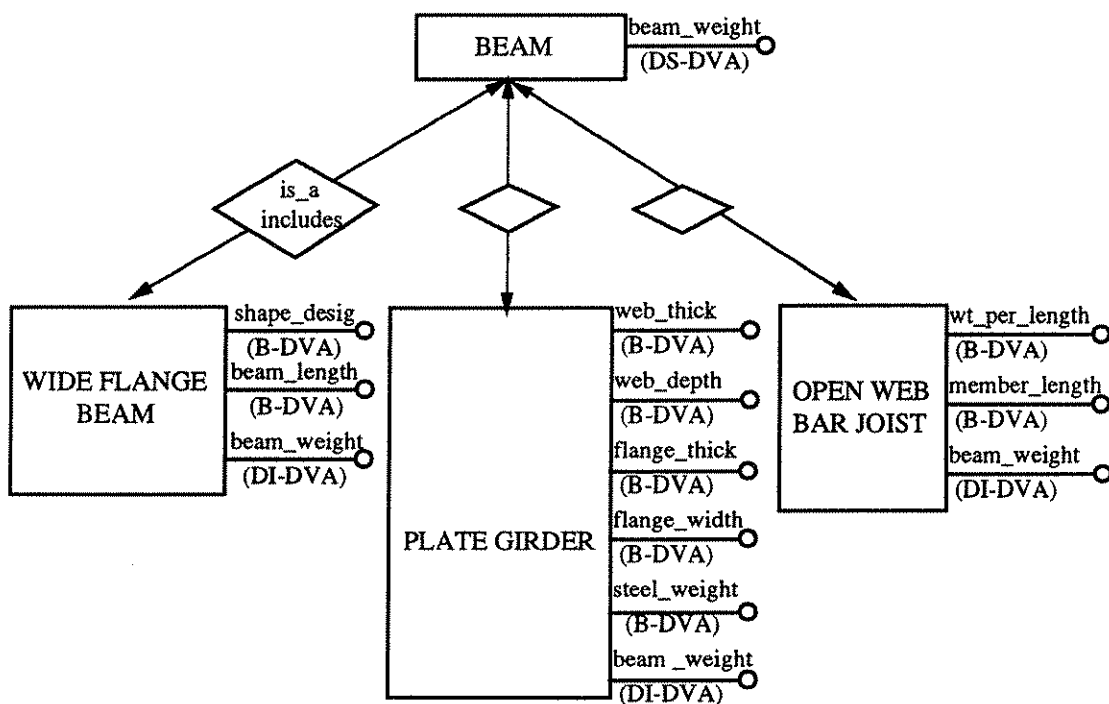 BEAM
beam_weight
(DS-DVA)
is_a
includes
WIDE FLANGE
BEAM
shape_desig
(B-DVA)
beam_length
(B-DVA)
beam_weight
(DI-DVA)
PLATE GIRDER
web_thick
(B-DVA)
web_depth
(B-DVA)
flange_thick
(B-DVA)
flange_width
(B-DVA)
steel_weight
(B-DVA)
beam _weight
(DI-DVA)
OPEN WEB
BAR JOIST
wt_per_length
(B-DVA)
member_length
(B-DVA)
beam_weight
(DI-DVA)